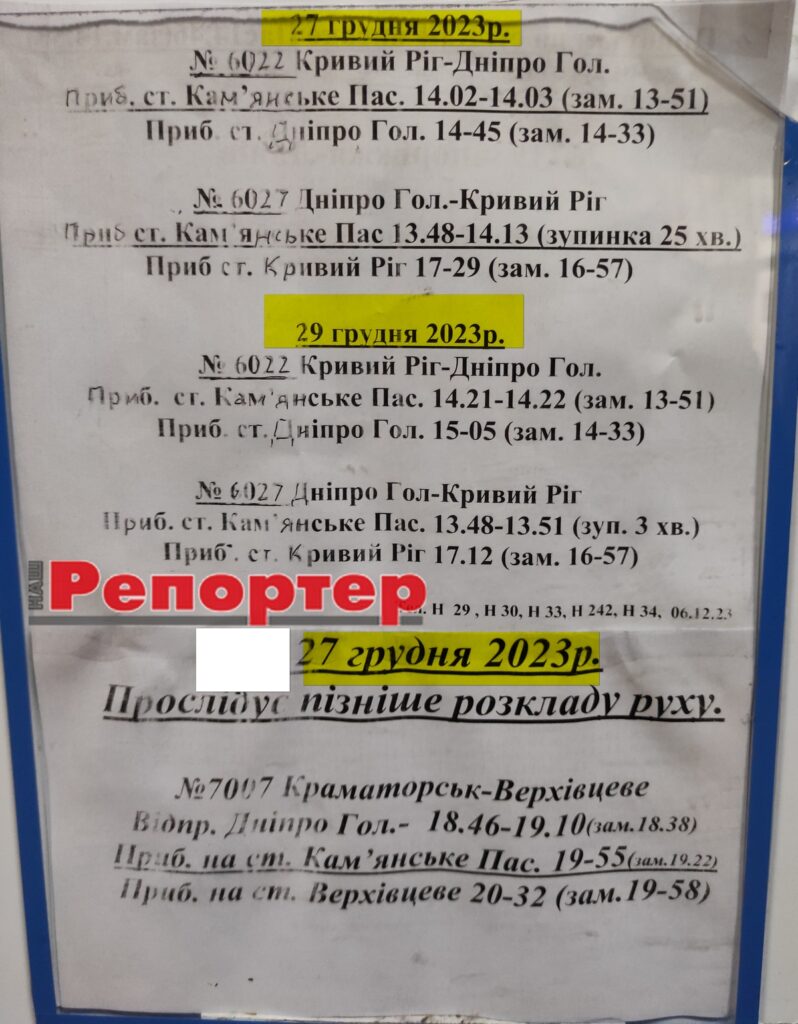 27 грудня 2023р.
№ 6022 Кривий Ріг-Дніпро Гол.
Приб. ст. Кам'янське Пас. 14.02-14.03 (зам. 13-51)
Приб. ст. Дніпро Гол. 14-45 (зам. 14-33)
№ 6027 Дніпро Гол.-Кривий Ріг
Приб ст. Кам'янське Пас 13.48-14.13 (зупинка 25 хв.)
Приб ст. Кривий Ріг 17-29 (зам. 16-57)
29 грудня 2023р.
№ 6022 Кривий Ріг-Дніпро Гол.
Приб. ст. Кам'янське Пас. 14.21-14.22 (зам. 13-51)
Приб. ст. Дніпро Гол. 15-05 (зам. 14-33)
№ 6027 Дніпро Гол-Кривий Ріг
Приб. ст. Кам'янське Пас. 13.48-13.51 (зуп. 3 хв.)
Приб. ст. Кривий Ріг 17.12 (зам. 16-57)
НАШ Репортер
Н 29 , Н 30, Н 33, Н 242, Н 34, 06.12.23
27 грудня 2023р.
Прослідує пізніше розкладу руху.
№7007 Краматорськ-Верхівцеве
Відпр. Дніпро Гол.- 18.46-19.10(зам.18.38)
Приб. на ст. Кам'янське Пас. 19-55(зам.19.22)
Приб. на ст. Верхівцеве 20-32 (зам.19-58)